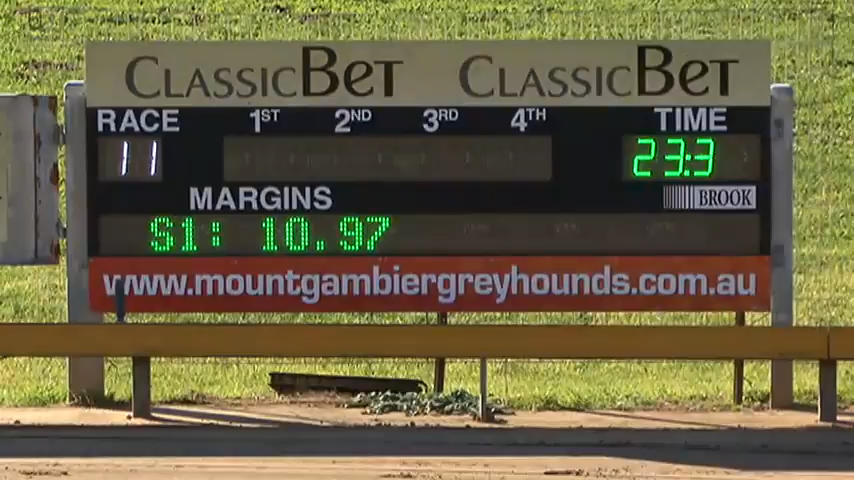 CLASSICBET CLASSICBET
RACE 1ST 2ND 3RD 4TH TIME
11 23:3
MARGINS BROOK
S1: 10.97
www.mountgambiergreyhounds.com.au